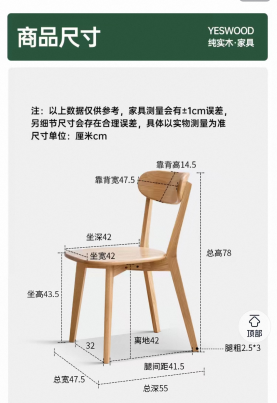 商品尺寸
YESWOOD
纯实木·家具
注：以上数据仅供参考，家具测量会有±1cm误差，
另细节尺寸会存在合理误差，具体以实物测量为准
尺寸单位：厘米cm
靠背高14.5
靠背宽47.5
坐深42
坐宽42
总高78
坐高43.5
离地42
32
腿粗2.5*3
腿间距41.5
总宽47.5
总深55
顶部